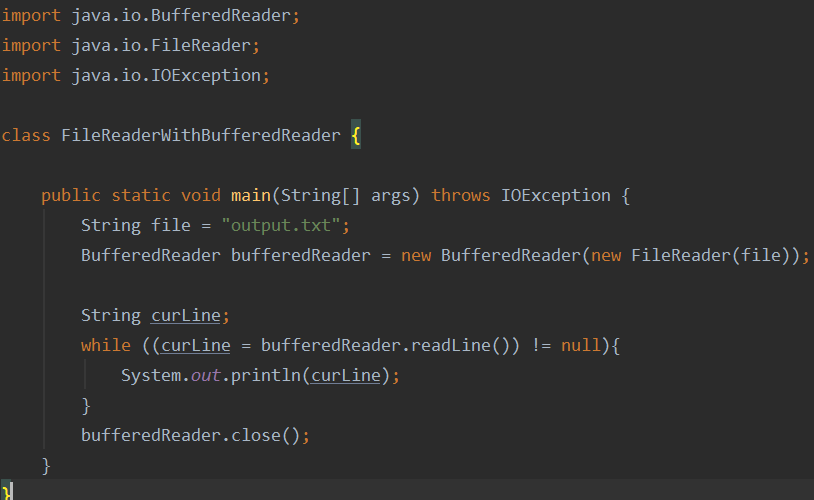 import java.io.BufferedReader;
import java.io.FileReader;
import java.io.IOException;

class FileReaderWithBufferedReader {

    public static void main(String[] args) throws IOException {
        String file = "output.txt";
        BufferedReader bufferedReader = new BufferedReader(new FileReader(file));

        String curLine;
        while ((curLine = bufferedReader.readLine()) != null){
            System.out.println(curLine);
        }
        bufferedReader.close();
    }
}